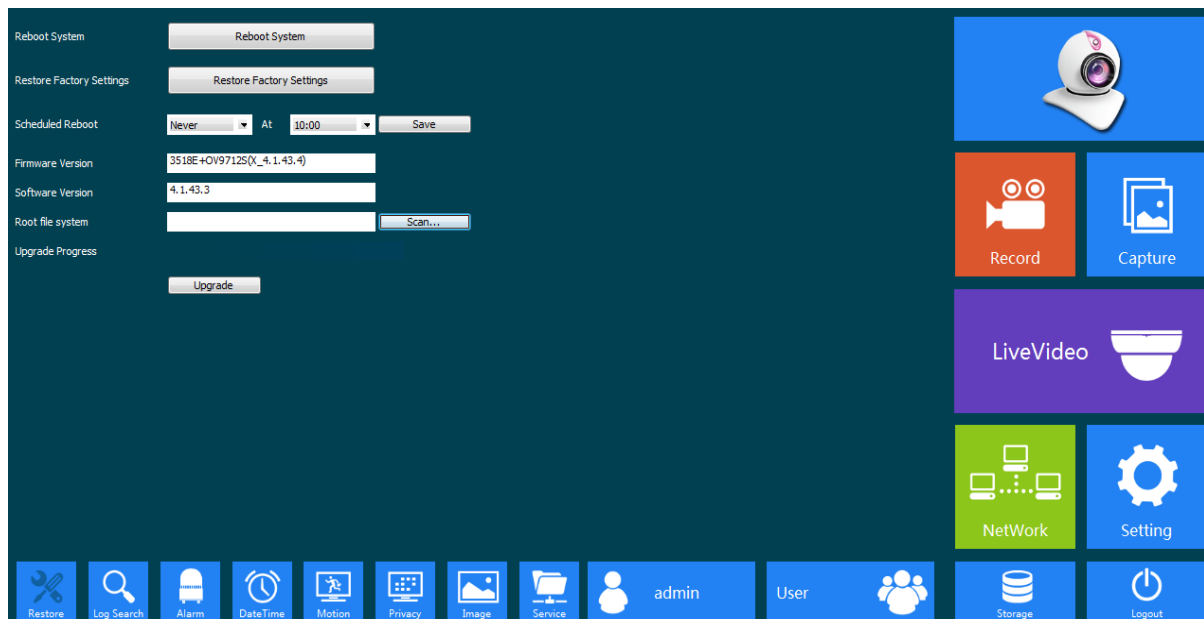 Reboot System
Reboot System
Restore Factory Settings
Restore Factory Settings
Scheduled Reboot
Never
At
10:00
Save
Firmware Version
3518E+OV9712S(X_4.1.43.4)
Software Version
4.1.43.3
Root file system
Scan...
Upgrade Progress
Upgrade
Record
Capture
LiveVideo
NetWork
Setting
Restore
Log Search
Alarm
DateTime
Motion
Privacy
Image
Service
admin
User
Storage
Logout